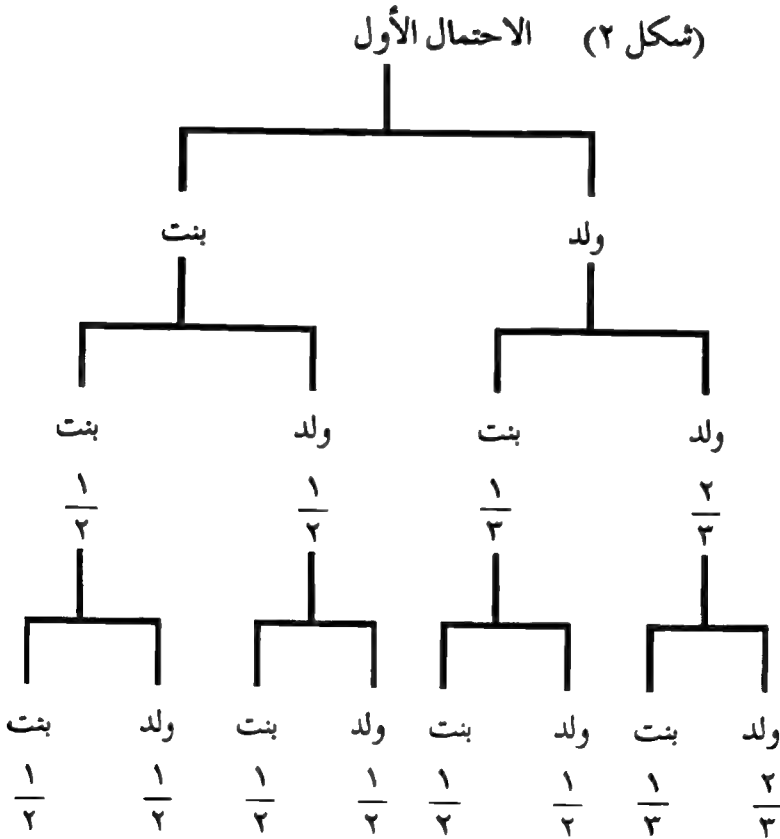 (شكل ٢) الاحتمال الأول
ولد بنت
ولد بنت ولد بنت
٢/٣ ١/٣ ١/٢ ١/٢
ولد بنت ولد بنت ولد بنت ولد بنت
٢/٣ ١/٣ ١/٢ ١/٢ ١/٢ ١/٢ ١/٢ ١/٢